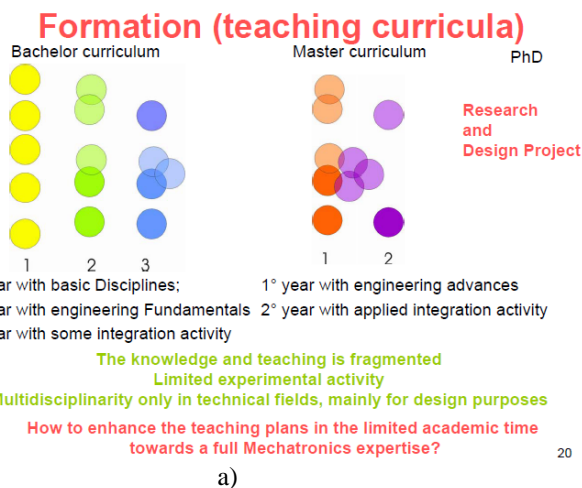 Formation (teaching curricula)
Bachelor curriculum Master curriculum PhD
Research
and
Design Project
1 2 3 1 2
ar with basic Disciplines; 1° year with engineering advances
ar with engineering Fundamentals 2° year with applied integration activity
ar with some integration activity
The knowledge and teaching is fragmented
Limited experimental activity
Multidisciplinarity only in technical fields, mainly for design purposes
How to enhance the teaching plans in the limited academic time
towards a full Mechatronics expertise?
20
a)